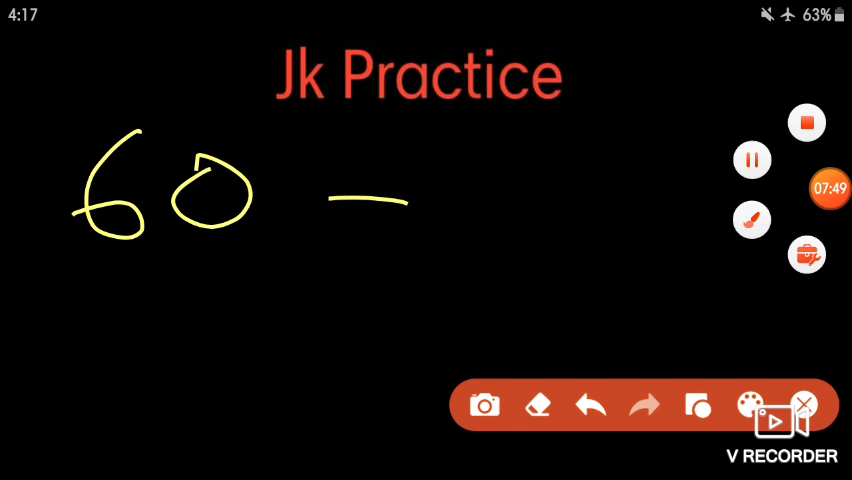 4:17 63%
Jk Practice
60 —
07:49
V RECORDER